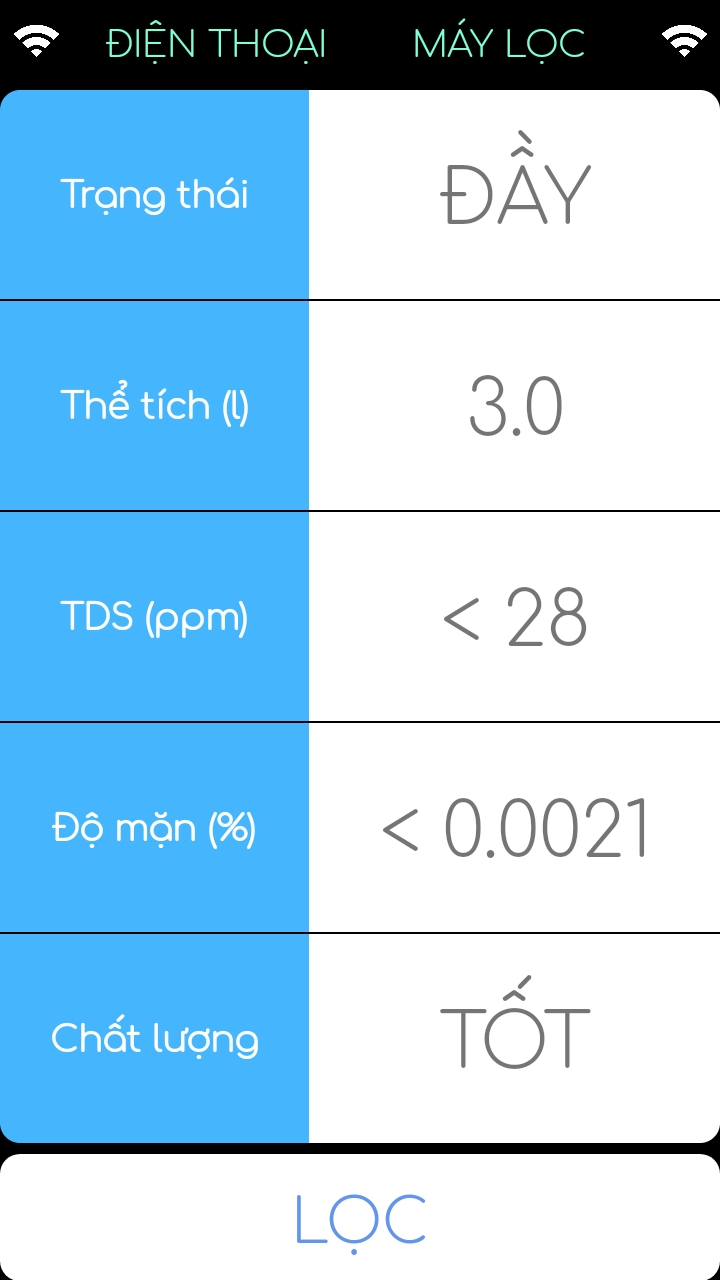 ĐIỆN THOẠI MÁY LỌC
Trạng thái ĐẦY
Thể tích (l) 3.0
TDS (ppm) < 28
Độ mặn (%) < 0.0021
Chất lượng TỐT
LỌC